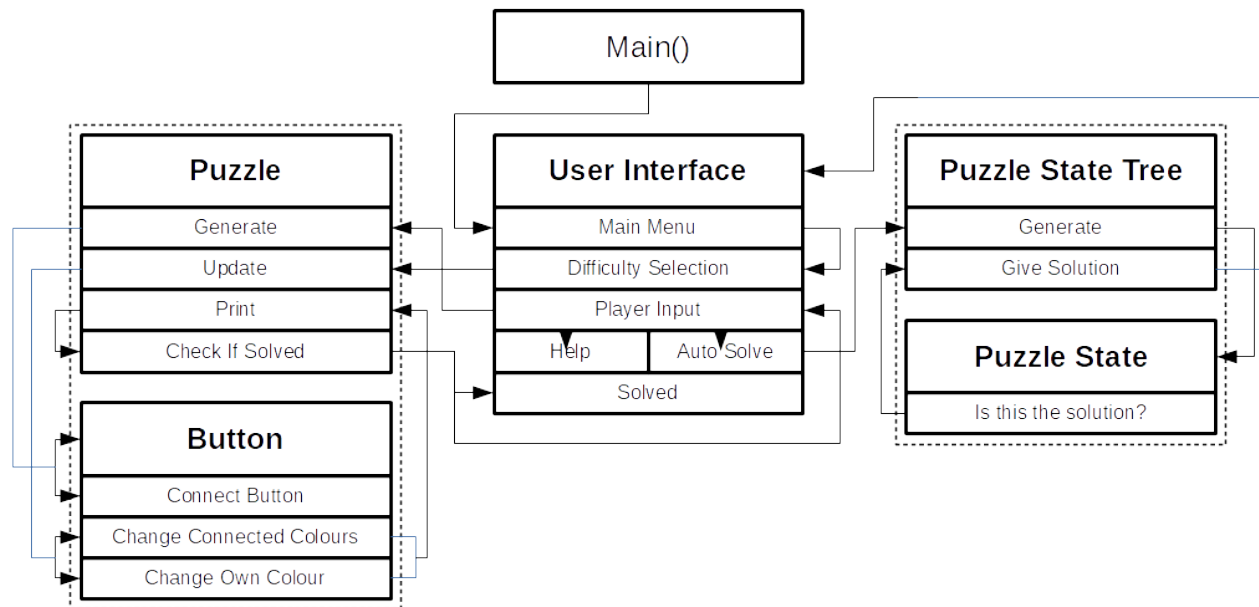 Main()
Puzzle
Generate
Update
Print
Check If Solved
Button
Connect Button
Change Connected Colours
Change Own Colour
User Interface
Main Menu
Difficulty Selection
Player Input
Help
Auto Solve
Solved
Puzzle State Tree
Generate
Give Solution
Puzzle State
Is this the solution?